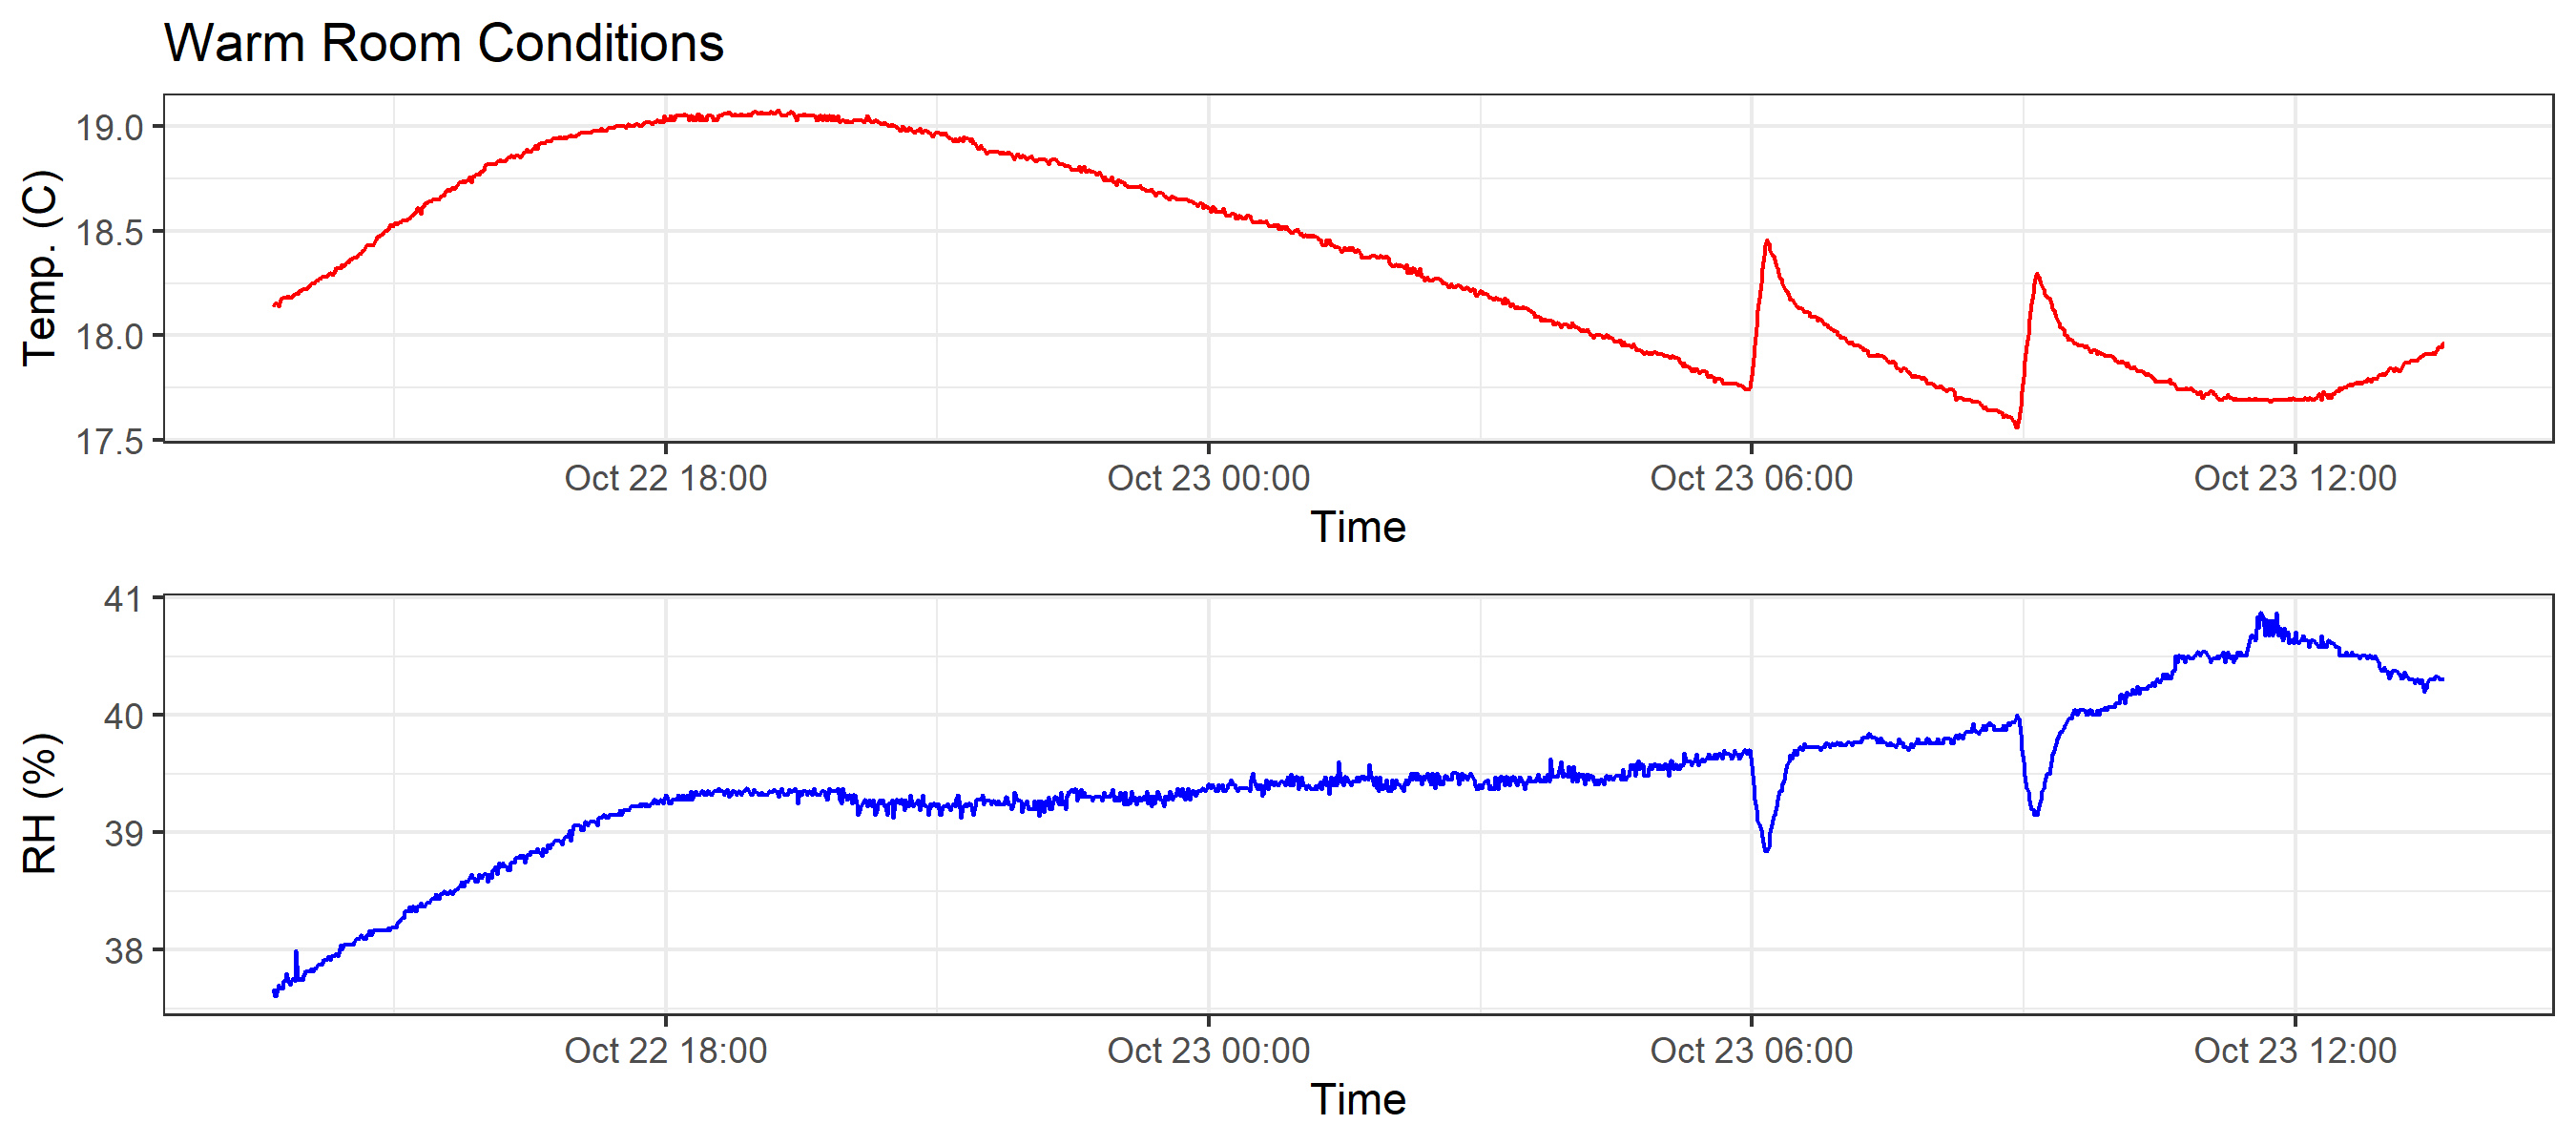 Warm Room Conditions
Temp. (C)
19.0
18.5
18.0
17.5
Oct 22 18:00 Oct 23 00:00 Oct 23 06:00 Oct 23 12:00
Time
RH (%)
41
40
39
38
Oct 22 18:00 Oct 23 00:00 Oct 23 06:00 Oct 23 12:00
Time